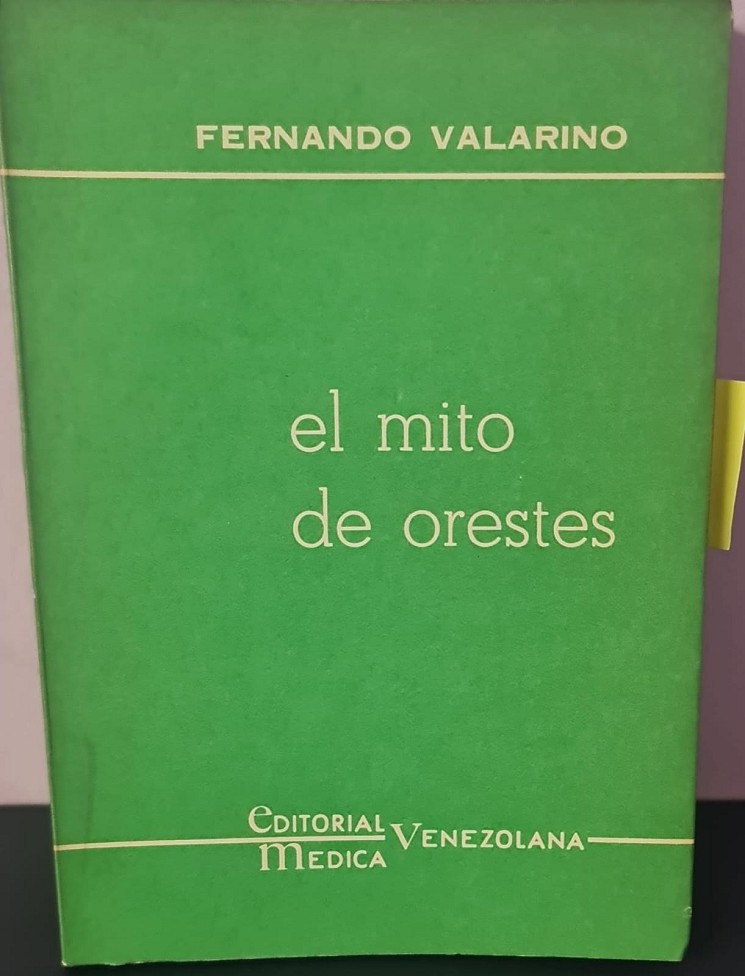 FERNANDO VALARINO
el mito
de orestes
EDITORIAL
MEDICA VENEZOLANA